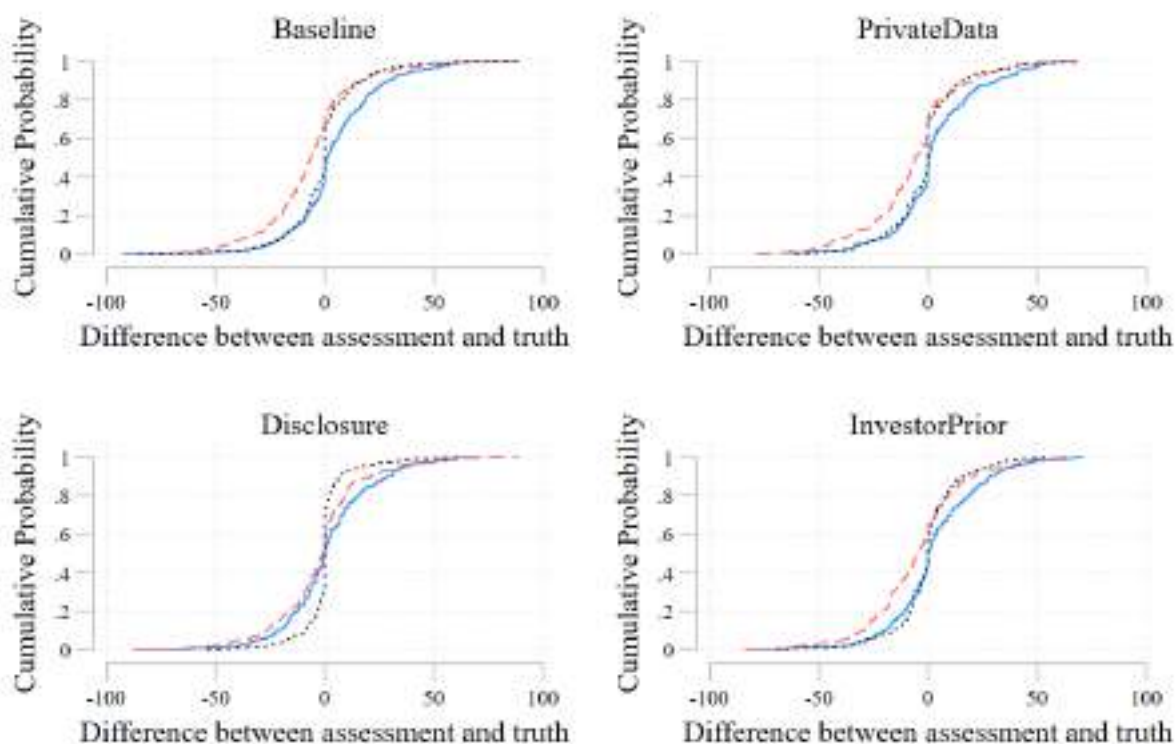 Baseline
Cumulative Probability
1
.8
.6
.4
.2
0
-100 -50 0 50 100
Difference between assessment and truth
PrivateData
Cumulative Probability
1
.8
.6
.4
.2
0
-100 -50 0 50 100
Difference between assessment and truth
Disclosure
Cumulative Probability
1
.8
.6
.4
.2
0
-100 -50 0 50 100
Difference between assessment and truth
InvestorPrior
Cumulative Probability
1
.8
.6
.4
.2
0
-100 -50 0 50 100
Difference between assessment and truth